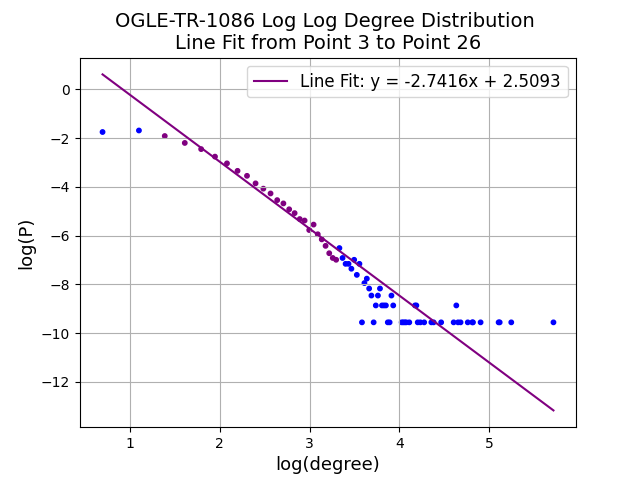 OGLE-TR-1086 Log Log Degree Distribution
Line Fit from Point 3 to Point 26
Line Fit: y = -2.7416x + 2.5093
log(P)
0
−2
−4
−6
−8
−10
−12
1 2 3 4 5
log(degree)